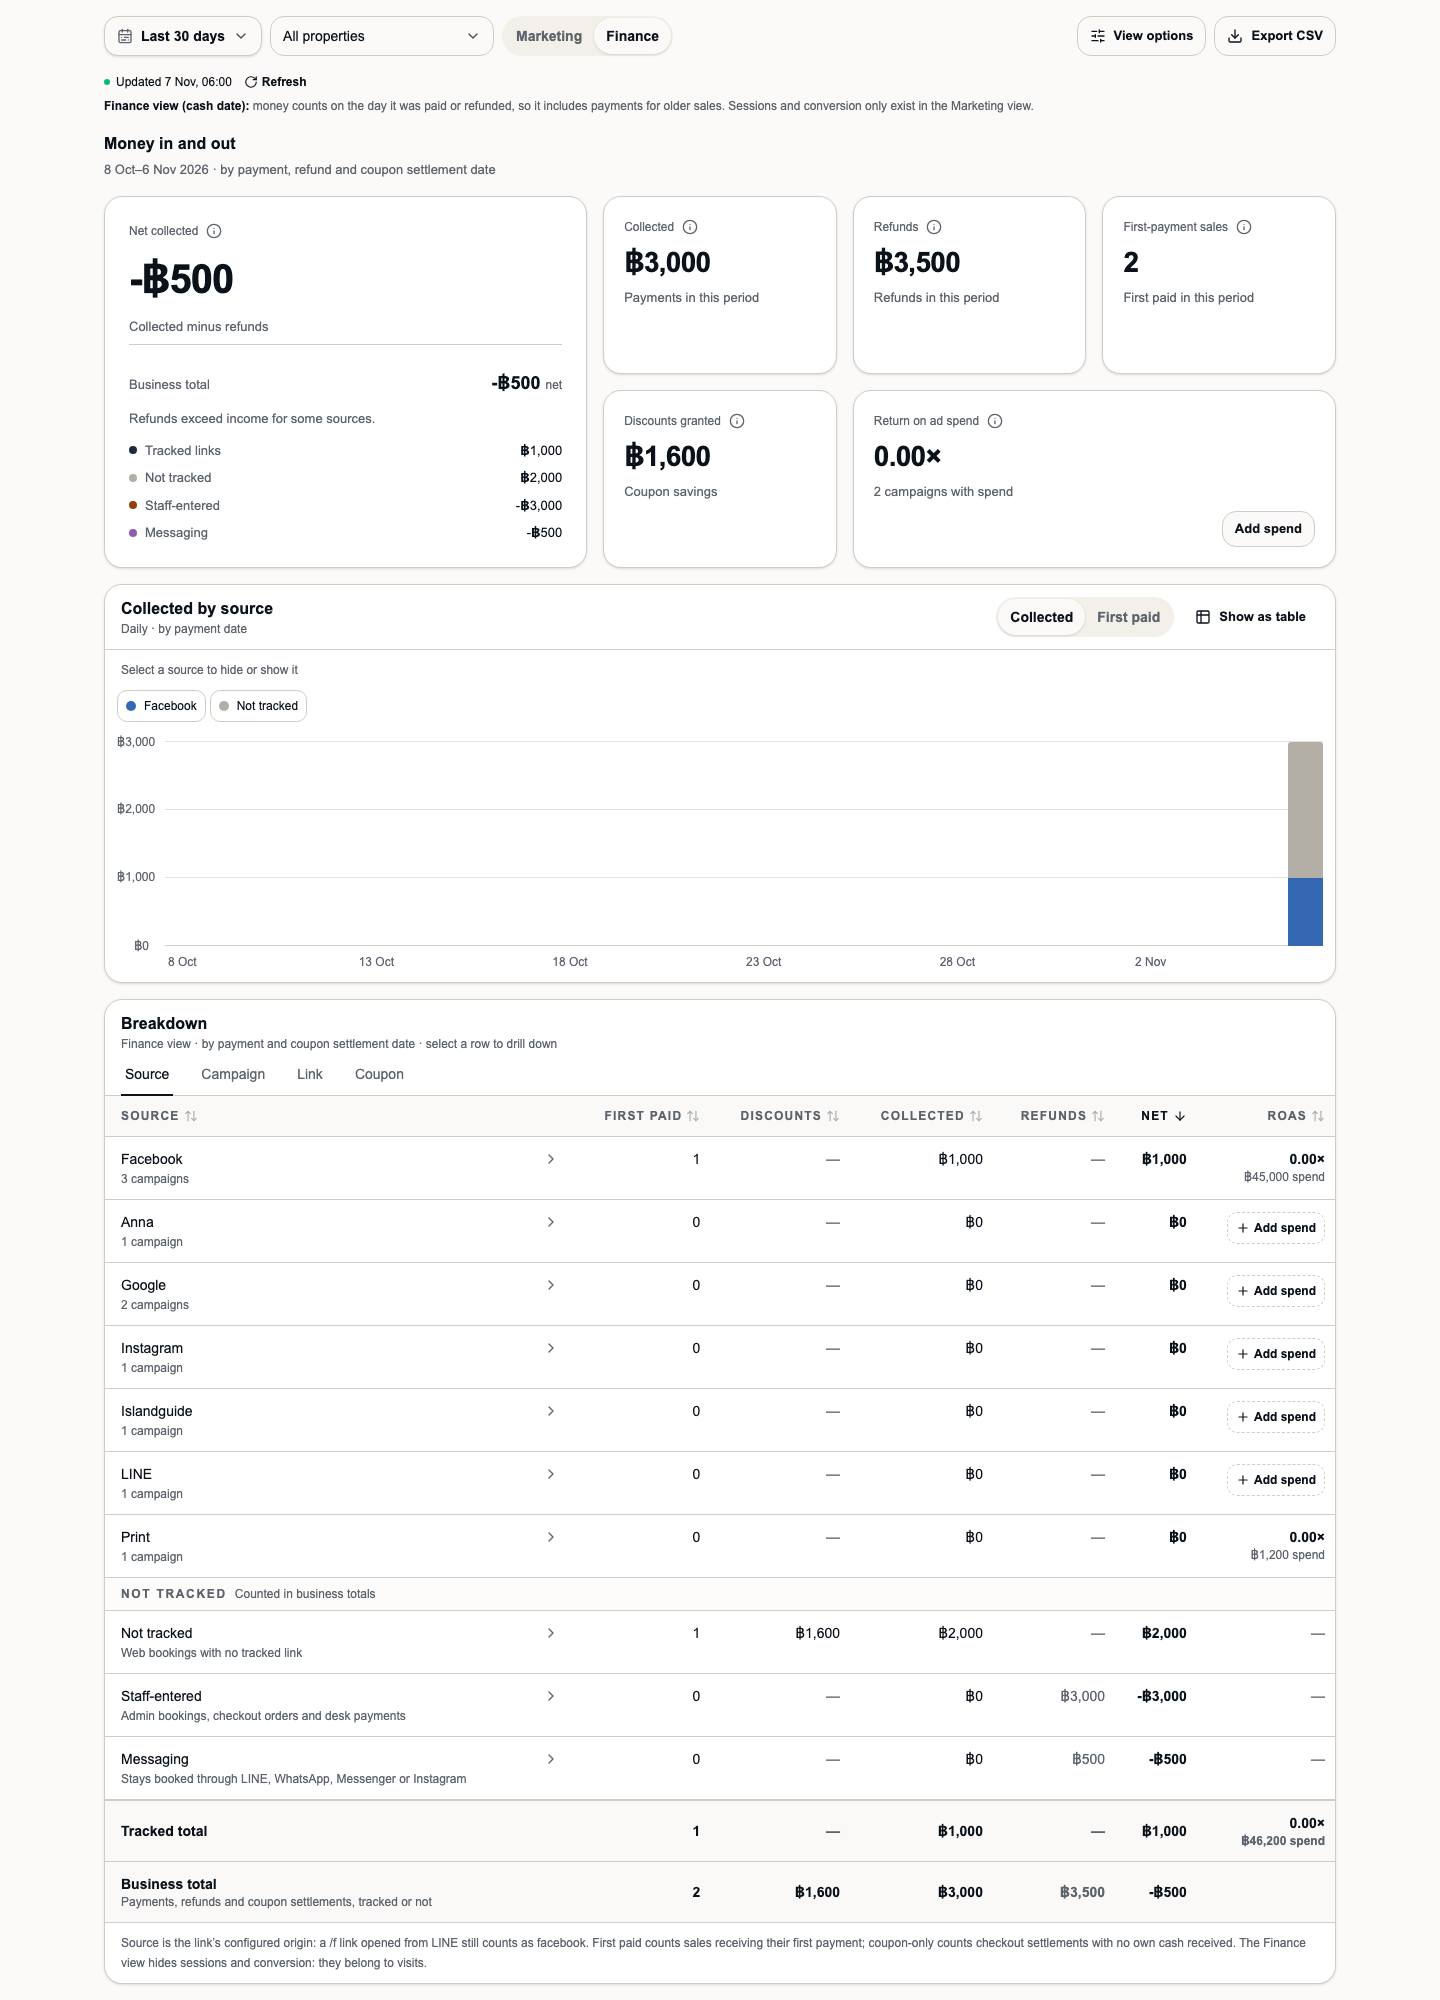 Last 30 days
All properties
Marketing
Finance
View options
Export CSV
Updated 7 Nov, 06:00
Refresh
Finance view (cash date): money counts on the day it was paid or refunded, so it includes payments for older sales. Sessions and conversion only exist in the Marketing view.
Money in and out
8 Oct–6 Nov 2026 · by payment, refund and coupon settlement date
Net collected
-฿500
Collected minus refunds
Business total
-฿500 net
Refunds exceed income for some sources.
Tracked links ฿1,000
Not tracked ฿2,000
Staff-entered -฿3,000
Messaging -฿500
Collected
฿3,000
Payments in this period
Refunds
฿3,500
Refunds in this period
First-payment sales
2
First paid in this period
Discounts granted
฿1,600
Coupon savings
Return on ad spend
0.00×
2 campaigns with spend
Add spend
Collected by source
Daily · by payment date
Collected
First paid
Show as table
Select a source to hide or show it
Facebook
Not tracked
฿3,000
฿2,000
฿1,000
฿0
8 Oct 13 Oct 18 Oct 23 Oct 28 Oct 2 Nov
Breakdown
Finance view · by payment and coupon settlement date · select a row to drill down
Source Campaign Link Coupon
SOURCE FIRST PAID DISCOUNTS COLLECTED REFUNDS NET ROAS
Facebook 1 — ฿1,000 — ฿1,000 0.00×
3 campaigns ฿45,000 spend
Anna 0 — ฿0 — ฿0 + Add spend
1 campaign
Google 0 — ฿0 — ฿0 + Add spend
2 campaigns
Instagram 0 — ฿0 — ฿0 + Add spend
1 campaign
Islandguide 0 — ฿0 — ฿0 + Add spend
1 campaign
LINE 0 — ฿0 — ฿0 + Add spend
1 campaign
Print 0 — ฿0 — ฿0 0.00×
1 campaign ฿1,200 spend
NOT TRACKED Counted in business totals
Not tracked 1 ฿1,600 ฿2,000 — ฿2,000 —
Web bookings with no tracked link
Staff-entered 0 — ฿0 ฿3,000 -฿3,000 —
Admin bookings, checkout orders and desk payments
Messaging 0 — ฿0 ฿500 -฿500 —
Stays booked through LINE, WhatsApp, Messenger or Instagram
Tracked total 1 — ฿1,000 — ฿1,000 0.00×
฿46,200 spend
Business total 2 ฿1,600 ฿3,000 ฿3,500 -฿500
Payments, refunds and coupon settlements, tracked or not
Source is the link's configured origin: a /f link opened from LINE still counts as facebook. First paid counts sales receiving their first payment; coupon-only counts checkout settlements with no own cash received. The Finance
view hides sessions and conversion: they belong to visits.